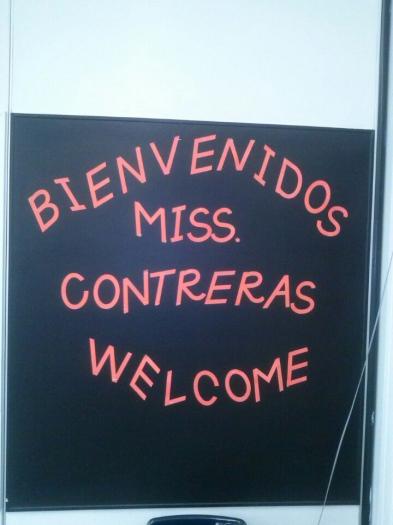 BIENVENIDOS
MISS.
CONTRERAS
WELCOME